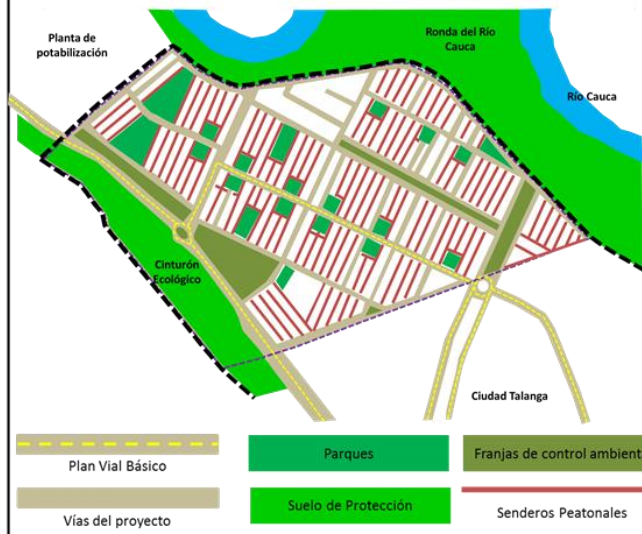 Planta de
potabilización
Ronda del Río
Cauca
Río Cauca
Cinturón
Ecológico
Ciudad Talanga
Plan Vial Básico
Parques
Franjas de control ambient
Vías del proyecto
Suelo de Protección
Senderos Peatonales